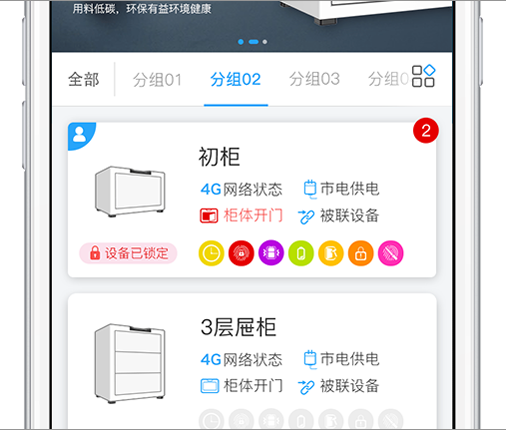 用料低碳，环保有益环境健康
全部 分组01 分组02 分组03 分组0
2
初柜
4G网络状态 市电供电
柜体开门 被联设备
设备已锁定
3层屉柜
4G网络状态 市电供电
柜体开门 被联设备